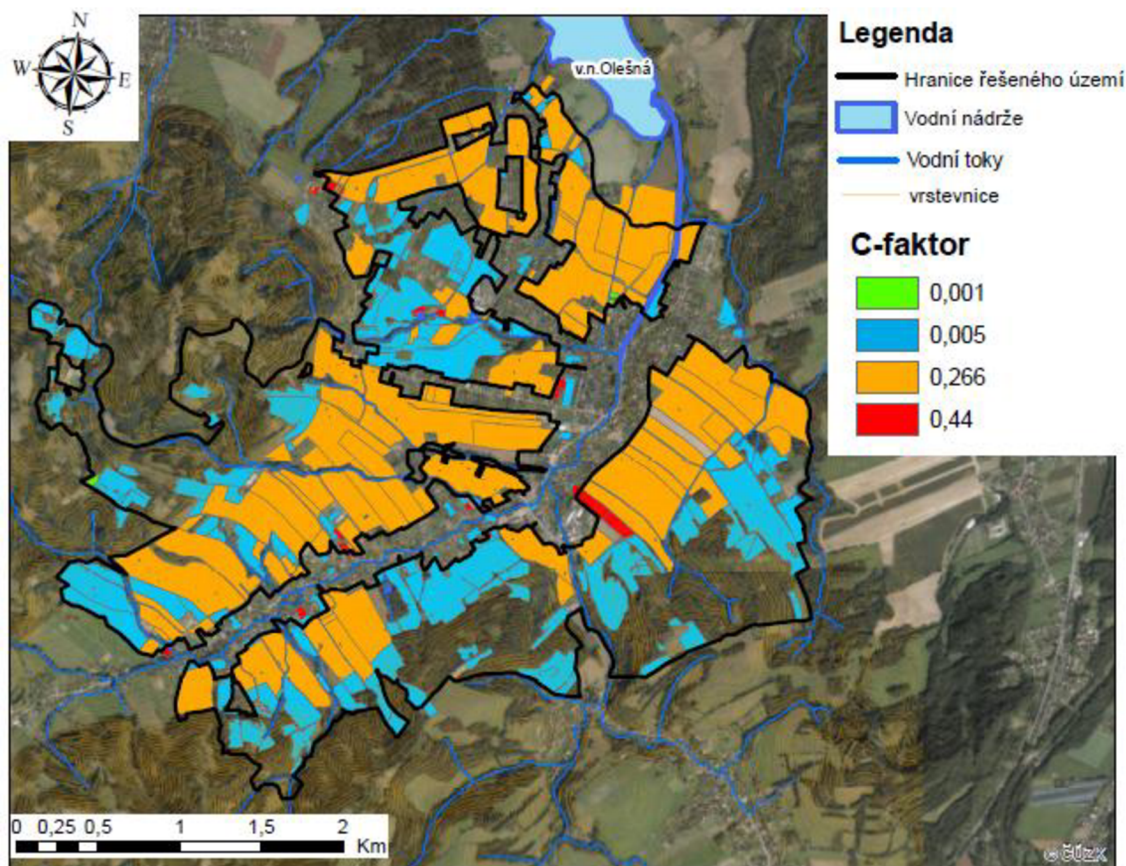 N
W
E
S
v.n.Olešná
Legenda
Hranice řešeného území
Vodní nádrže
Vodní toky
vrstevnice
C-faktor
0,001
0,005
0,266
0,44
0 0,25 0,5 1 1,5 2
Km
© ČÚZK